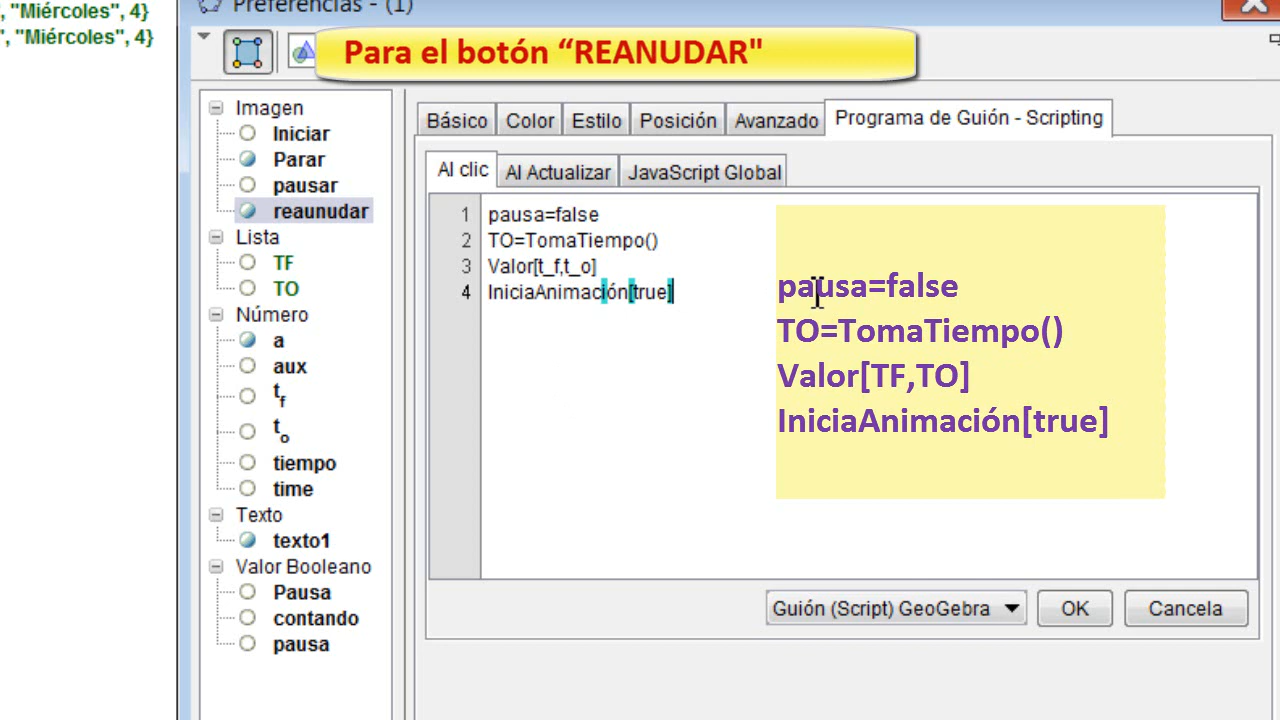 , "Miércoles", 4}
", "Miércoles", 4}
Preferencias - (1)
Para el botón “REANUDAR"
Imagen
Iniciar
Parar
pausar
reaunudar
Lista
TF
TO
Número
a
aux
t_f
t_o
tiempo
time
Texto
texto1
Valor Booleano
Pausa
contando
pausa
Básico
Color
Estilo
Posición
Avanzado
Programa de Guión - Scripting
Al clic
Al Actualizar
JavaScript Global
1 pausa=false
2 TO=TomaTiempo()
3 Valor[t_f,t_o]
4 IniciaAnimación[true]
pausa=false
TO=TomaTiempo()
Valor[TF,TO]
IniciaAnimación[true]
Guión (Script) GeoGebra
OK
Cancela